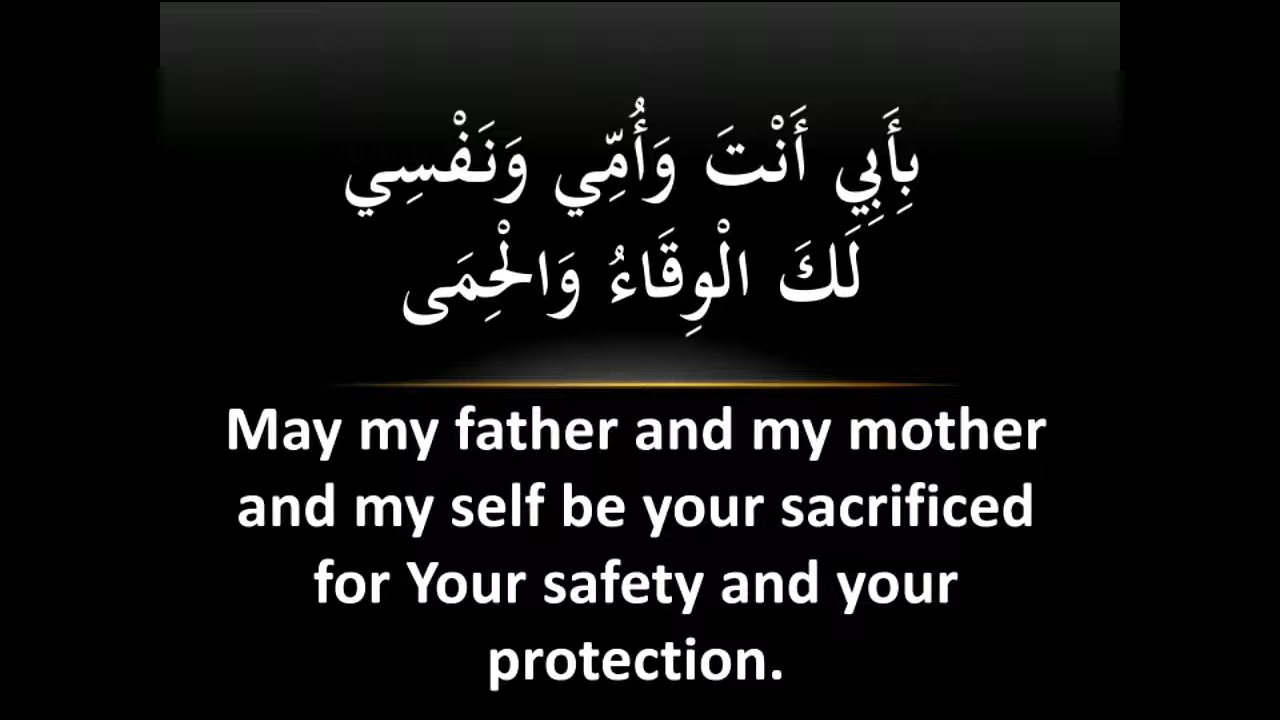 بِأَبِي أَنْتَ وَأُمِّي وَنَفْسِي
لَكَ الْوِقَاءُ وَالْحِمَى
May my father and my mother
and my self be your sacrificed
for Your safety and your
protection.